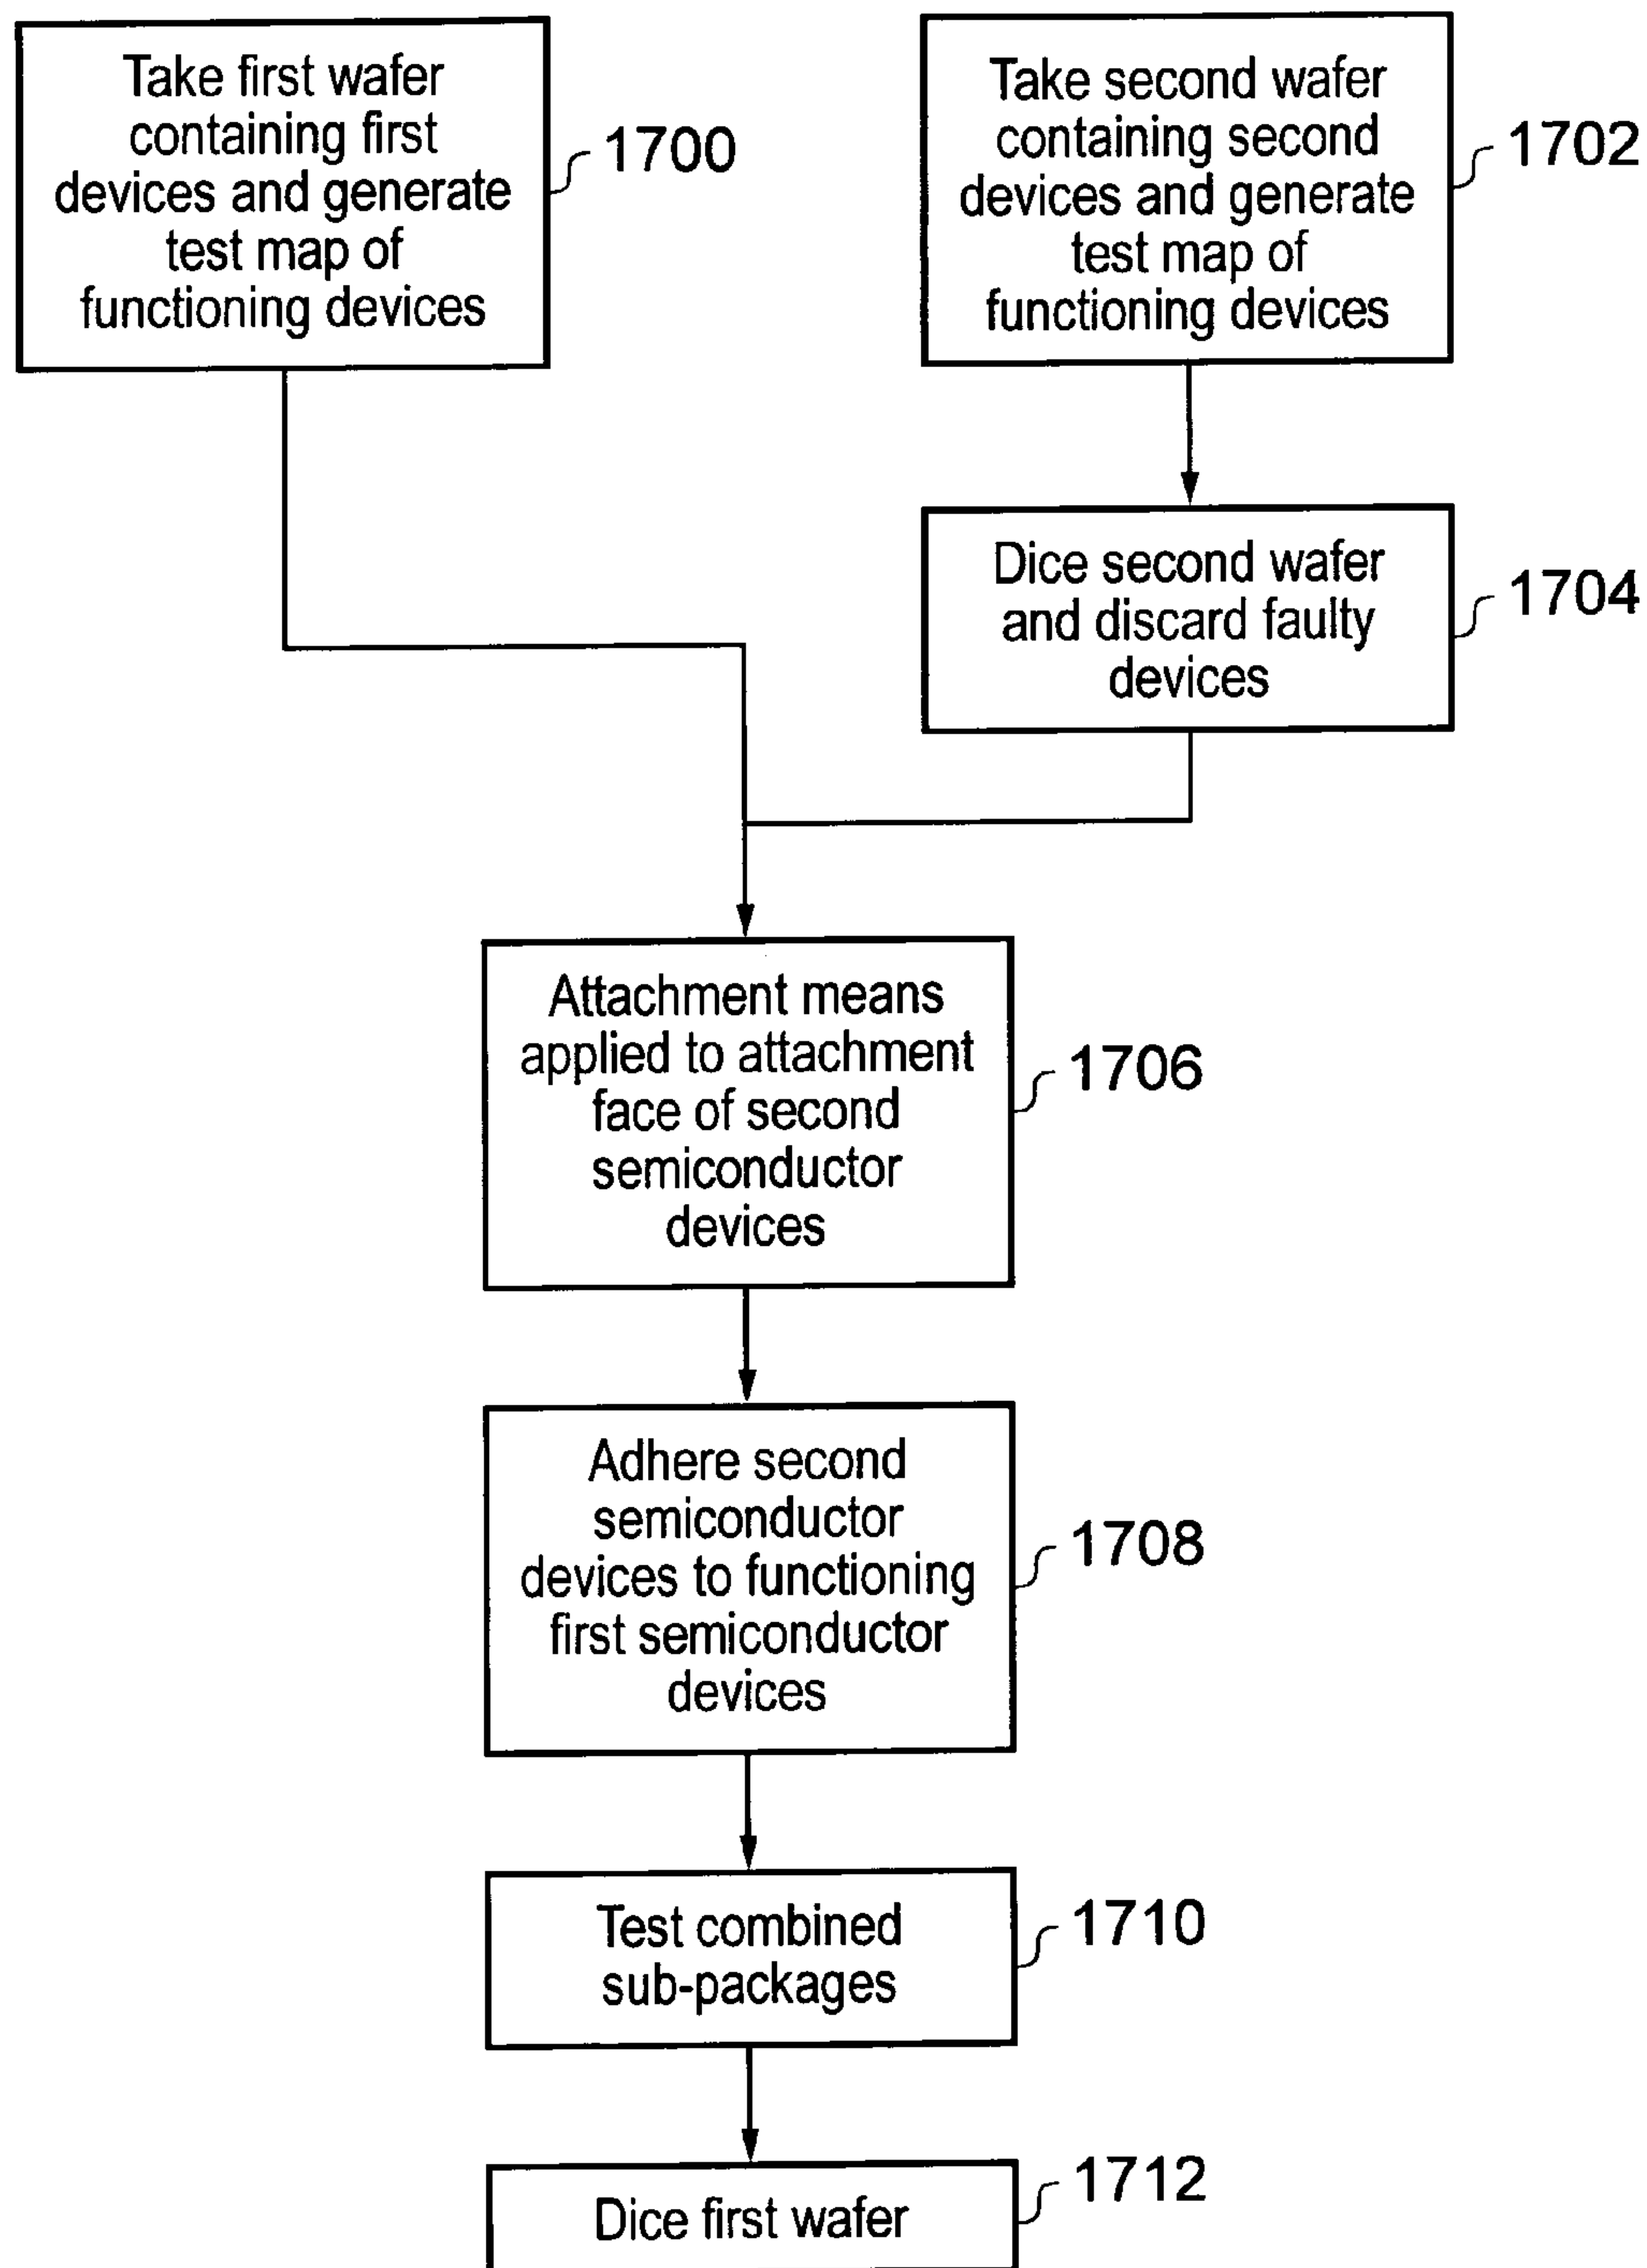 Take first wafer
containing first
devices and generate
test map of
functioning devices
1700
Take second wafer
containing second
devices and generate
test map of
functioning devices
1702
Dice second wafer
and discard faulty
devices
1704
Attachment means
applied to attachment
face of second
semiconductor
devices
1706
Adhere second
semiconductor
devices to functioning
first semiconductor
devices
1708
Test combined
sub-packages
1710
Dice first wafer
1712